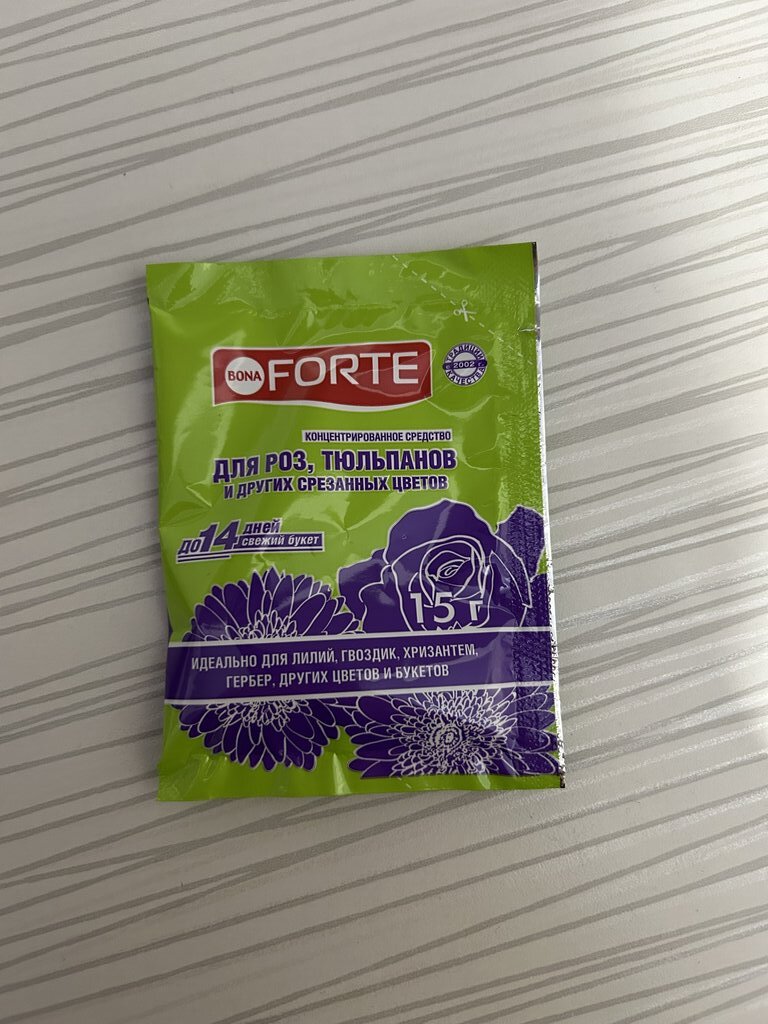 BONA FORTE
ТРАДИЦИИ
с 2002 г.
КАЧЕСТВА
КОНЦЕНТРИРОВАННОЕ СРЕДСТВО
ДЛЯ РОЗ, ТЮЛЬПАНОВ
И ДРУГИХ СРЕЗАННЫХ ЦВЕТОВ
до 14 дней
свежий букет
15 г
ИДЕАЛЬНО ДЛЯ ЛИЛИЙ, ГВОЗДИК, ХРИЗАНТЕМ,
ГЕРБЕР, ДРУГИХ ЦВЕТОВ И БУКЕТОВ